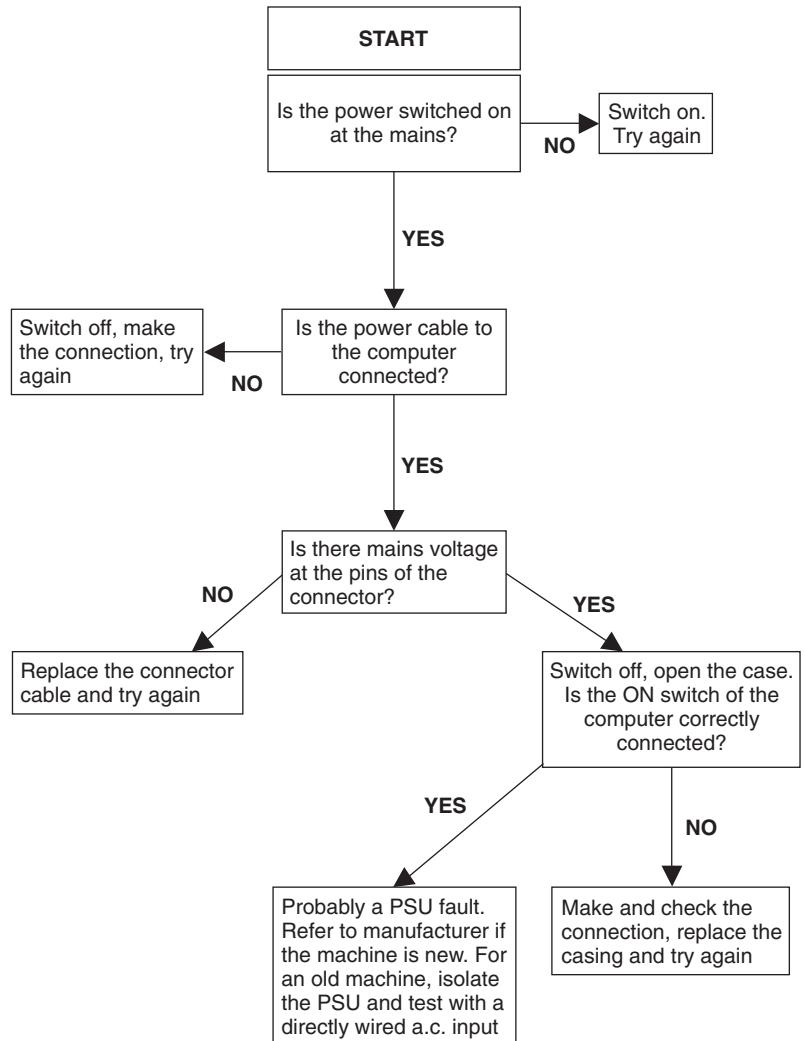 START
Is the power switched on
at the mains?
NO
Switch on.
Try again
YES
Switch off, make
the connection, try
again
NO
Is the power cable to
the computer
connected?
YES
Is there mains voltage
at the pins of the
connector?
NO
YES
Replace the connector
cable and try again
Switch off, open the case.
Is the ON switch of the
computer correctly
connected?
YES
NO
Probably a PSU fault.
Refer to manufacturer if
the machine is new. For
an old machine, isolate
the PSU and test with a
directly wired a.c. input
Make and check the
connection, replace the
casing and try again